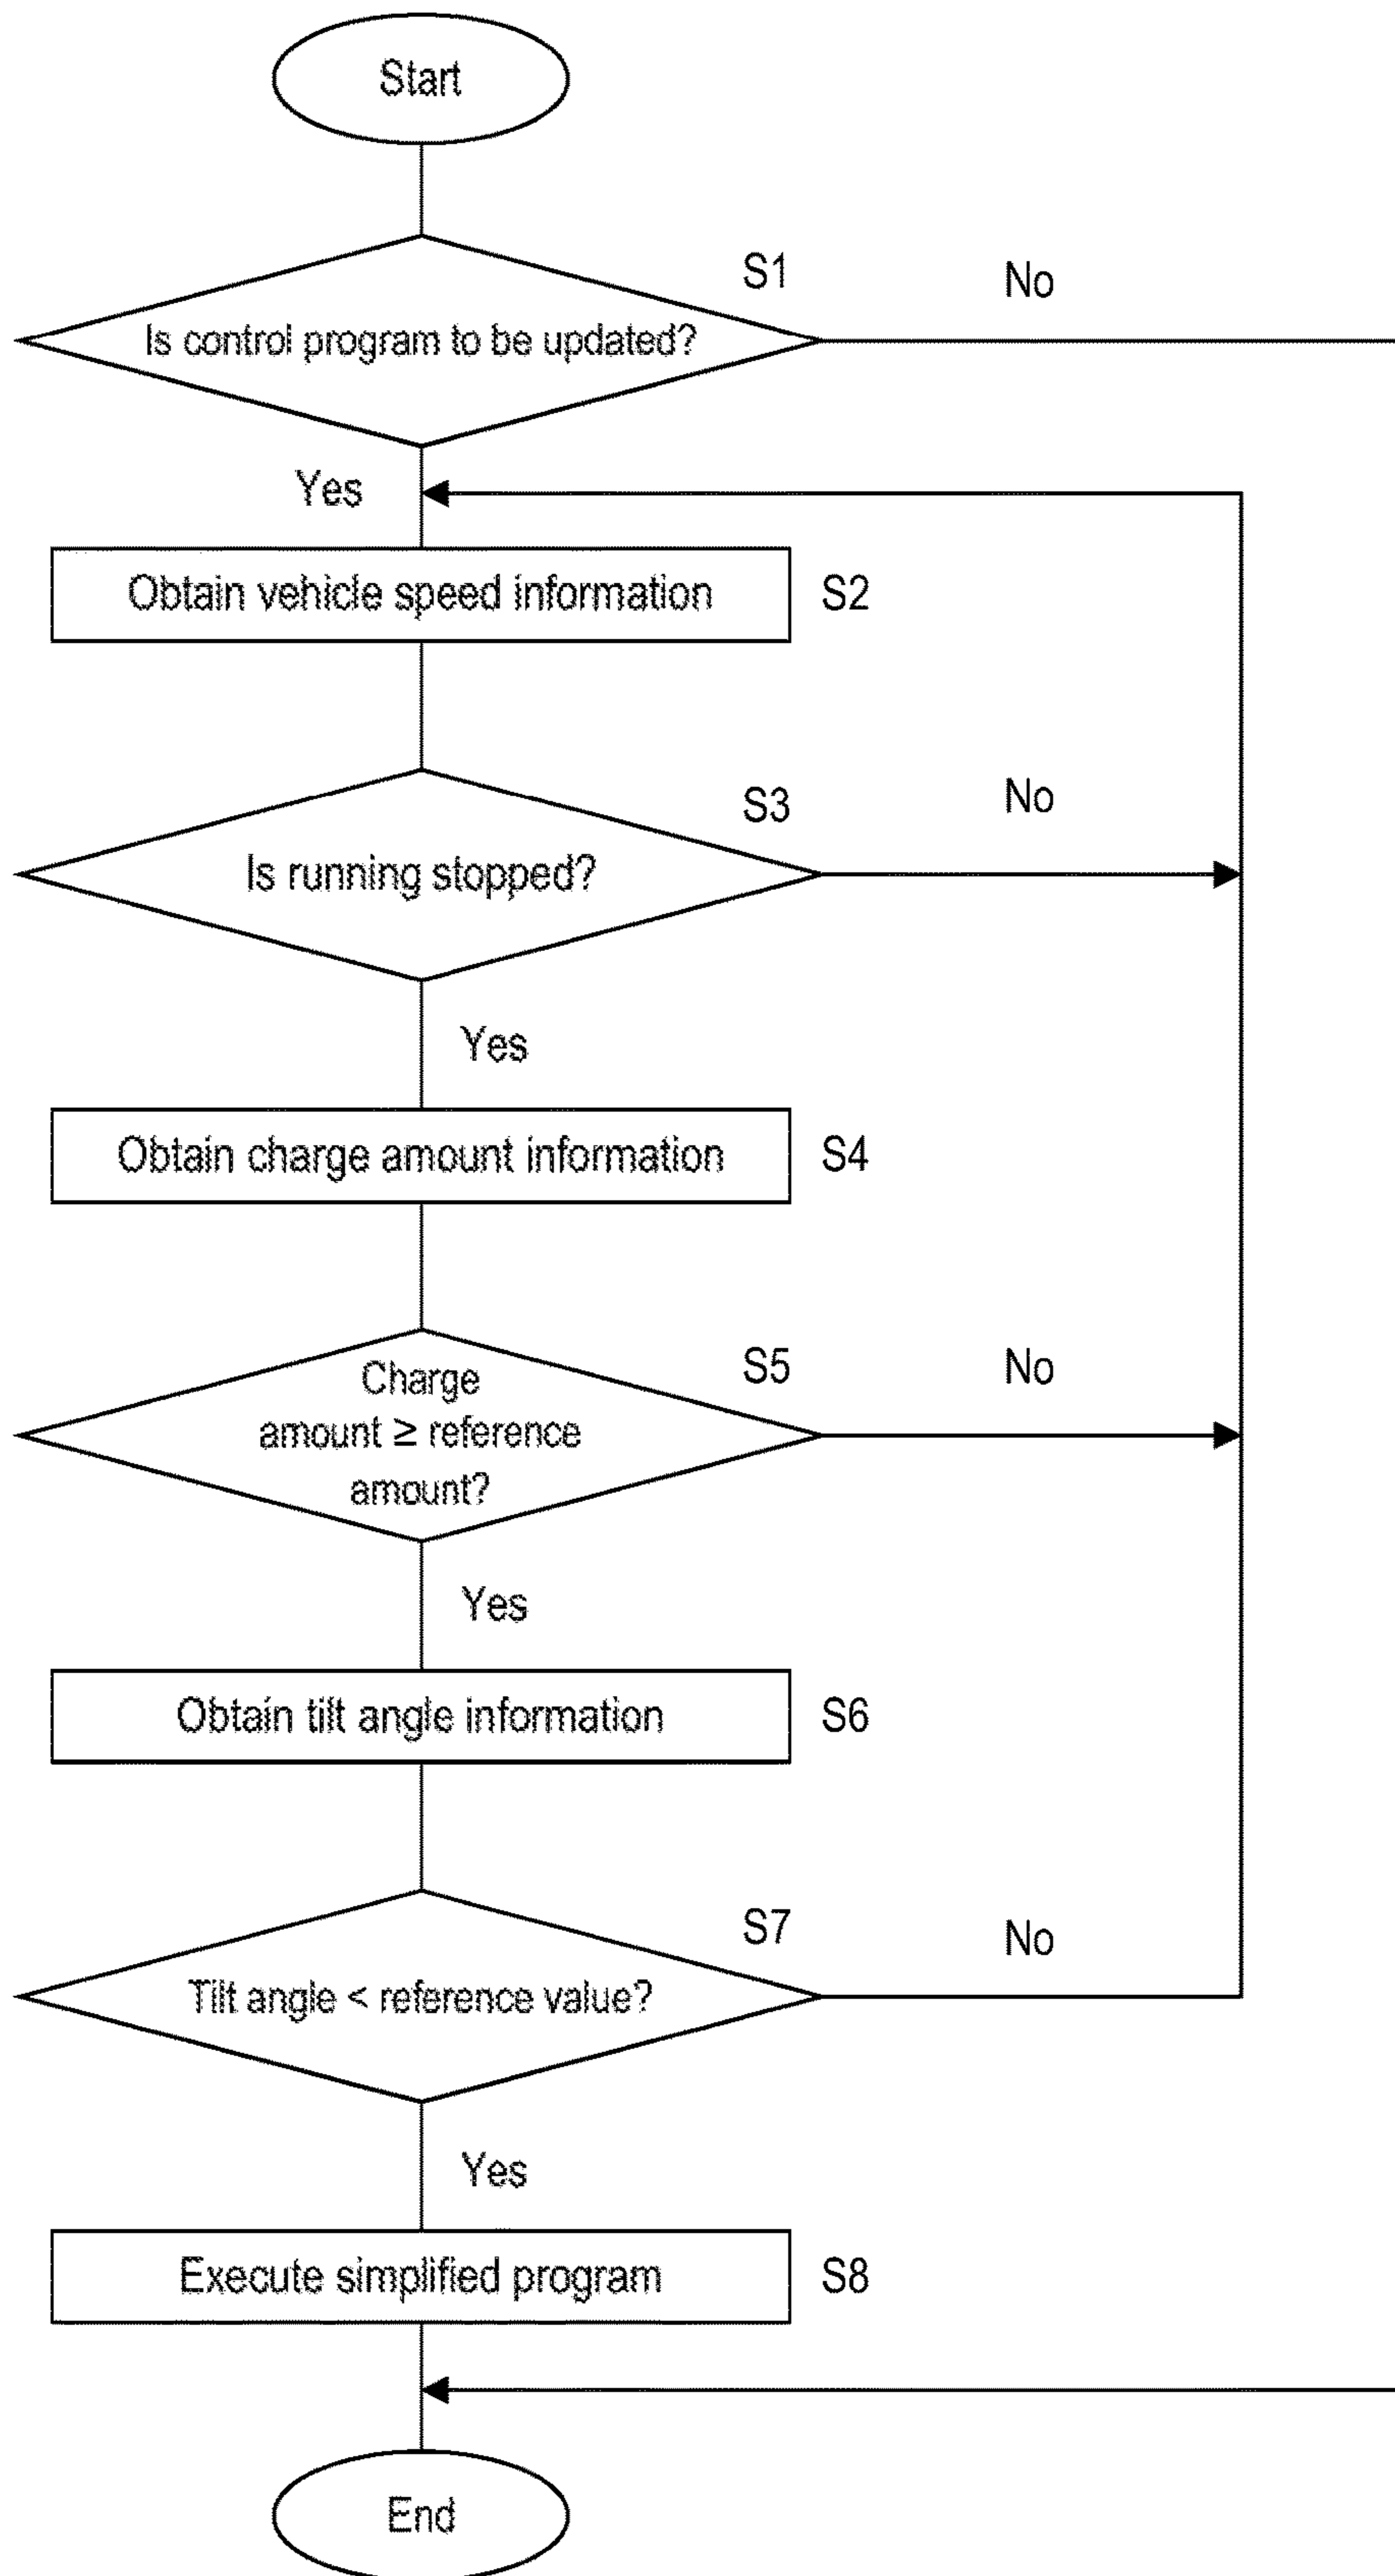 Start
S1
No
Is control program to be updated?
Yes
Obtain vehicle speed information
S2
S3
No
Is running stopped?
Yes
Obtain charge amount information
S4
S5
No
Charge
amount ≥ reference
amount?
Yes
Obtain tilt angle information
S6
S7
No
Tilt angle < reference value?
Yes
Execute simplified program
S8
End